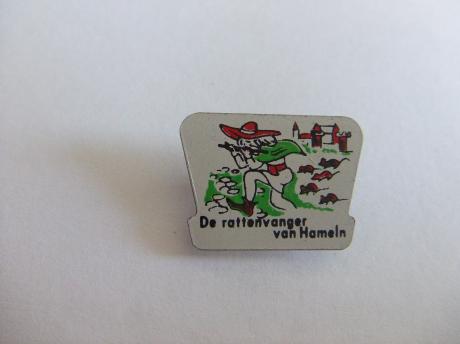 De rattenvanger
van Hameln